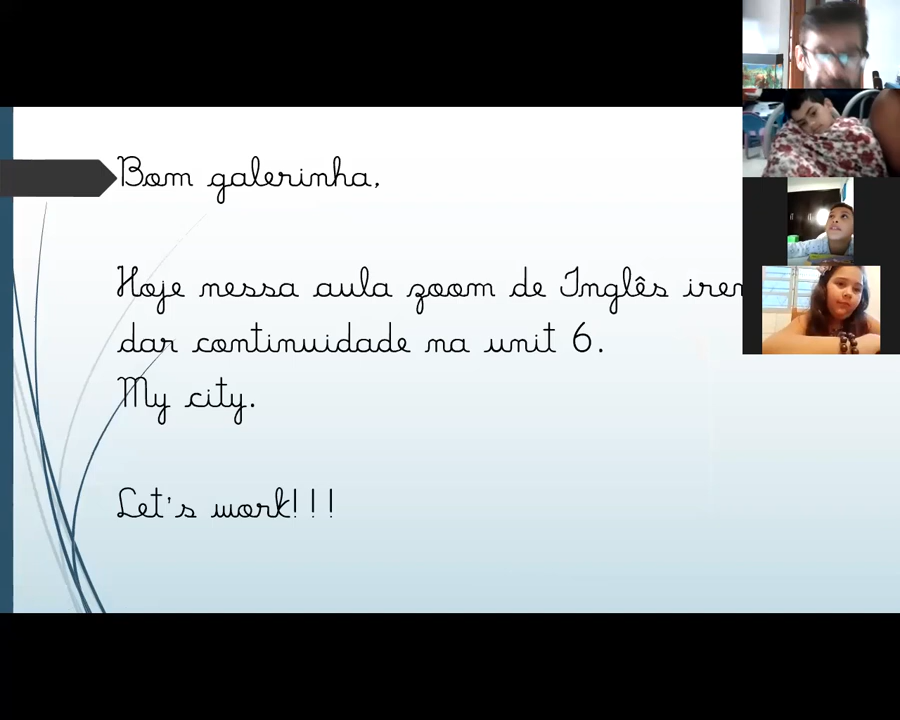 Bom galerinha,
Hoje nessa aula zoom de Inglês
dar continuidade na unit 6.
My city.
Let's work!!!